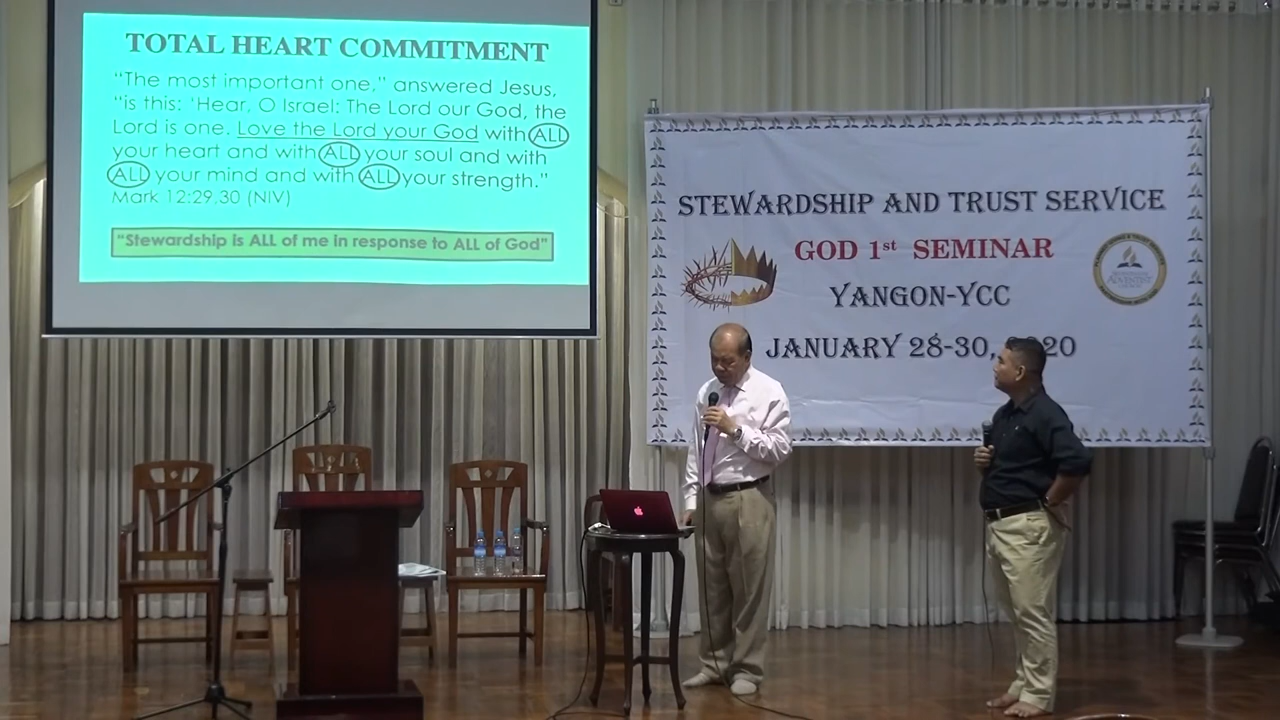 TOTAL HEART COMMITMENT
“The most important one,” answered Jesus,
“is this: ‘Hear, O Israel: The Lord our God, the
Lord is one. Love the Lord your God with ALL
your heart and with ALL your soul and with
ALL your mind and with ALL your strength.”
Mark 12:29,30 (NIV)
“Stewardship is ALL of me in response to ALL of God”
STEWARDSHIP AND TRUST SERVICE
GOD 1st SEMINAR
YANGON-YCC
JANUARY 28-30, 20
ADVENTIST